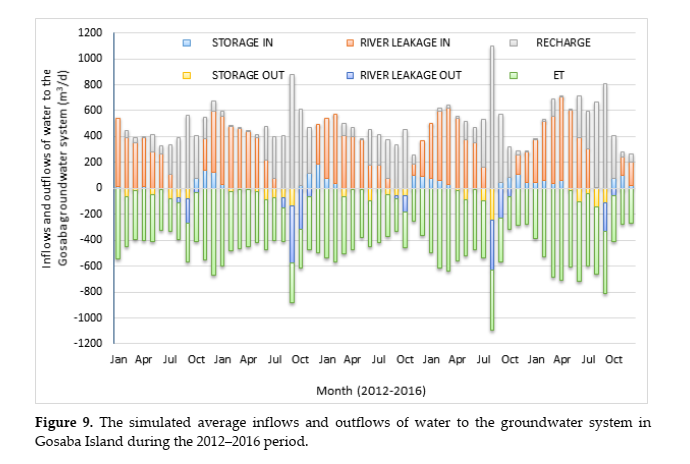 1200
1000
800
600
400
200
0
-200
-400
-600
-800
-1000
-1200
Inflows and outflows of water to the
Gosabagroundwater system (m³/d)
STORAGE IN RIVER LEAKAGE IN RECHARGE
STORAGE OUT RIVER LEAKAGE OUT ET
Jan Apr Jul Oct Jan Apr Jul Oct Jan Apr Jul Oct Jan Apr Jul Oct Jan Apr Jul Oct
Month (2012-2016)
Figure 9. The simulated average inflows and outflows of water to the groundwater system in
Gosaba Island during the 2012–2016 period.